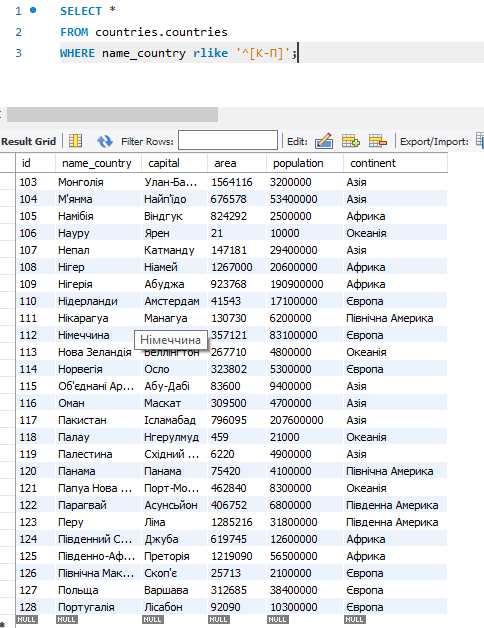 1 SELECT *
2 FROM countries.countries
3 WHERE name_country rlike '^[К-П]';
Result Grid Filter Rows: Edit: Export/Import:
id name_country capital area population continent
103 Монголія Улан-Ба... 1564116 3200000 Азія
104 М'янма Найп'їдо 676578 53400000 Азія
105 Намібія Віндгук 824292 2500000 Африка
106 Науру Ярен 21 10000 Океанія
107 Непал Катманду 147181 29400000 Азія
108 Нігер Ніамей 1267000 20600000 Африка
109 Нігерія Абуджа 923768 190900000 Африка
110 Нідерланди Амстердам 41543 17100000 Європа
111 Нікарагуа Манагуа 130730 6200000 Північна Америка
112 Німеччина Німеччина 357121 83100000 Європа
113 Нова Зеландія Веллінгтон 267710 4800000 Океанія
114 Норвегія Осло 323802 5300000 Європа
115 Об'єднані Ар... Абу-Дабі 83600 9400000 Азія
116 Оман Маскат 309500 4700000 Азія
117 Пакистан Ісламабад 796095 207600000 Азія
118 Палау Нгерулмуд 459 21000 Океанія
119 Палестина Східний ... 6220 4900000 Азія
120 Панама Панама 75420 4100000 Північна Америка
121 Папуа Нова ... Порт-Мо... 462840 8300000 Океанія
122 Парагвай Асунсьйон 406752 6800000 Південна Америка
123 Перу Ліма 1285216 31800000 Південна Америка
124 Південний С... Джуба 619745 12600000 Африка
125 Південно-Аф... Преторія 1219090 56500000 Африка
126 Північна Мак... Скоп'є 25713 2100000 Європа
127 Польща Варшава 312685 38400000 Європа
128 Португалія Лісабон 92090 10300000 Європа
NULL NULL NULL NULL NULL NULL